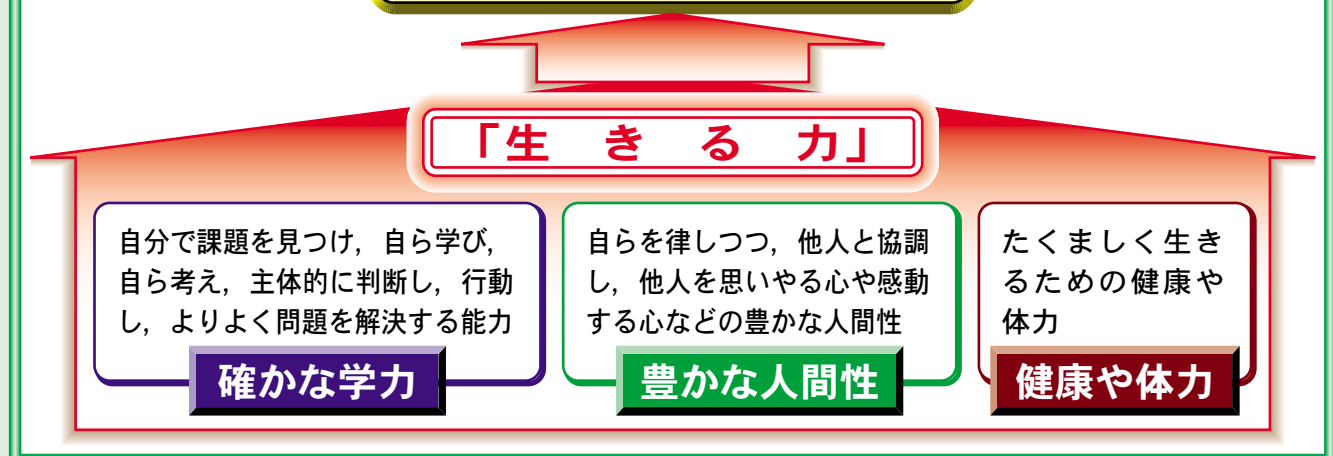 「生きる力」
自分で課題を見つけ，自ら学び，
自ら考え，主体的に判断し，行動
し，よりよく問題を解決する能力
確かな学力
自らを律しつつ，他人と協調
し，他人を思いやる心や感動
する心などの豊かな人間性
豊かな人間性
たくましく生き
るための健康や
体力
健康や体力